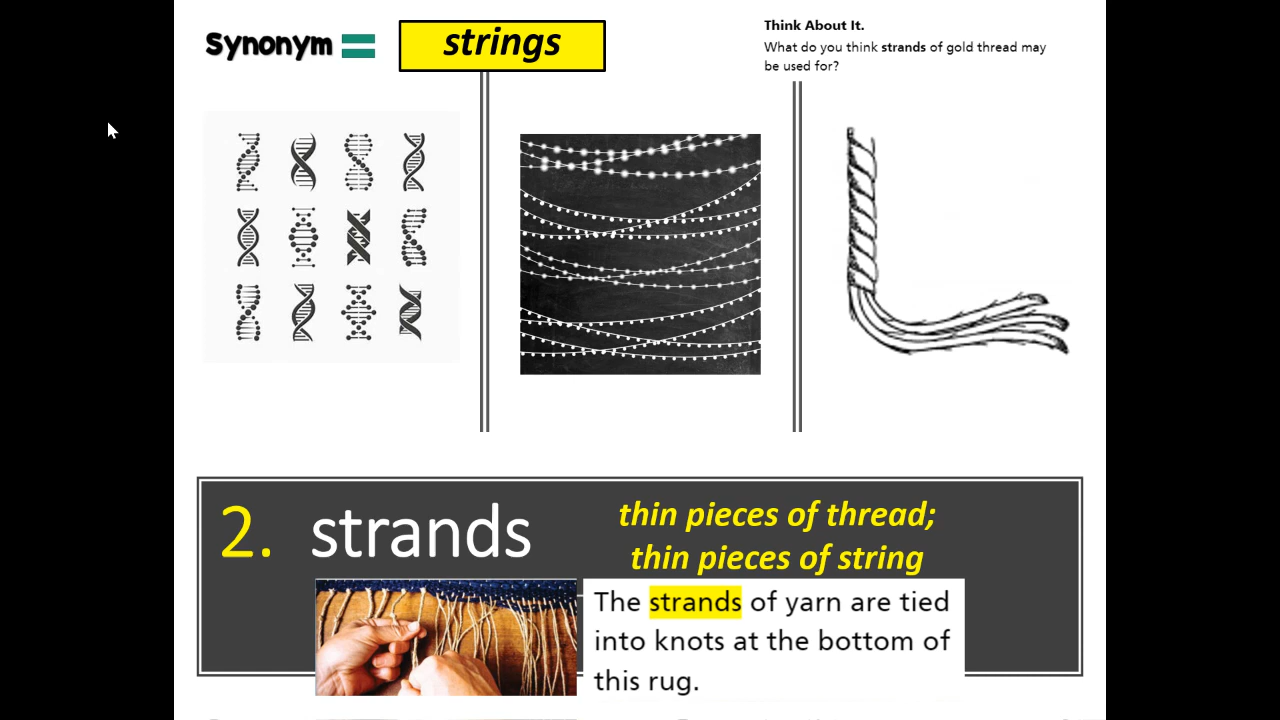 Synonym =
strings
Think About It.
What do you think strands of gold thread may
be used for?
2. strands
thin pieces of thread;
thin pieces of string
The strands of yarn are tied
into knots at the bottom of
this rug.